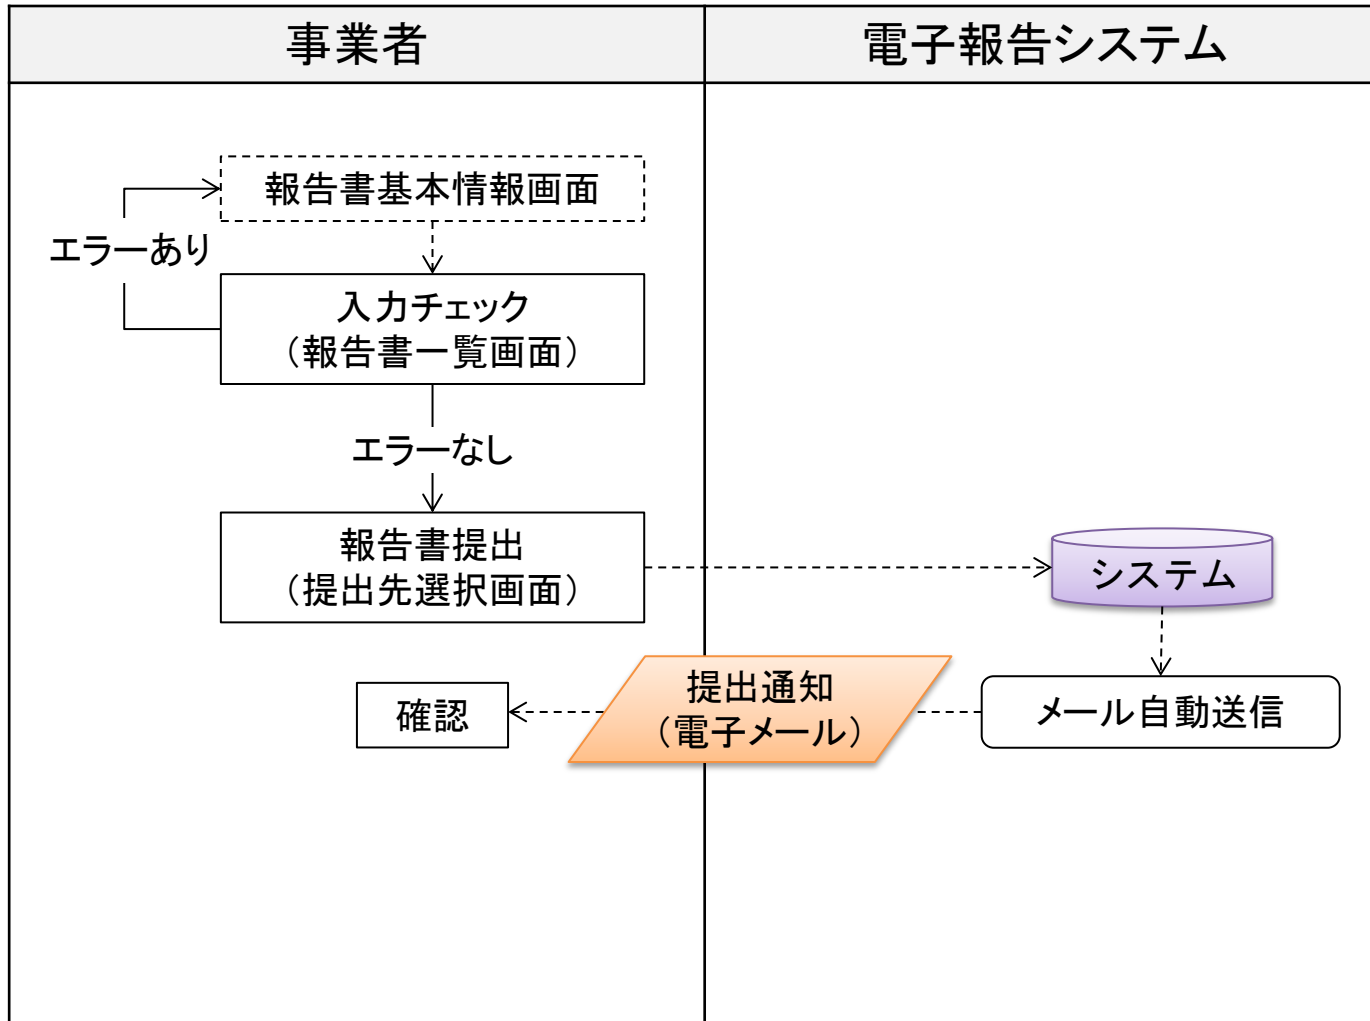 事業者
電子報告システム
報告書基本情報画面
エラーあり
入力チェック
（報告書一覧画面）
エラーなし
報告書提出
（提出先選択画面）
システム
提出通知
（電子メール）
確認
メール自動送信